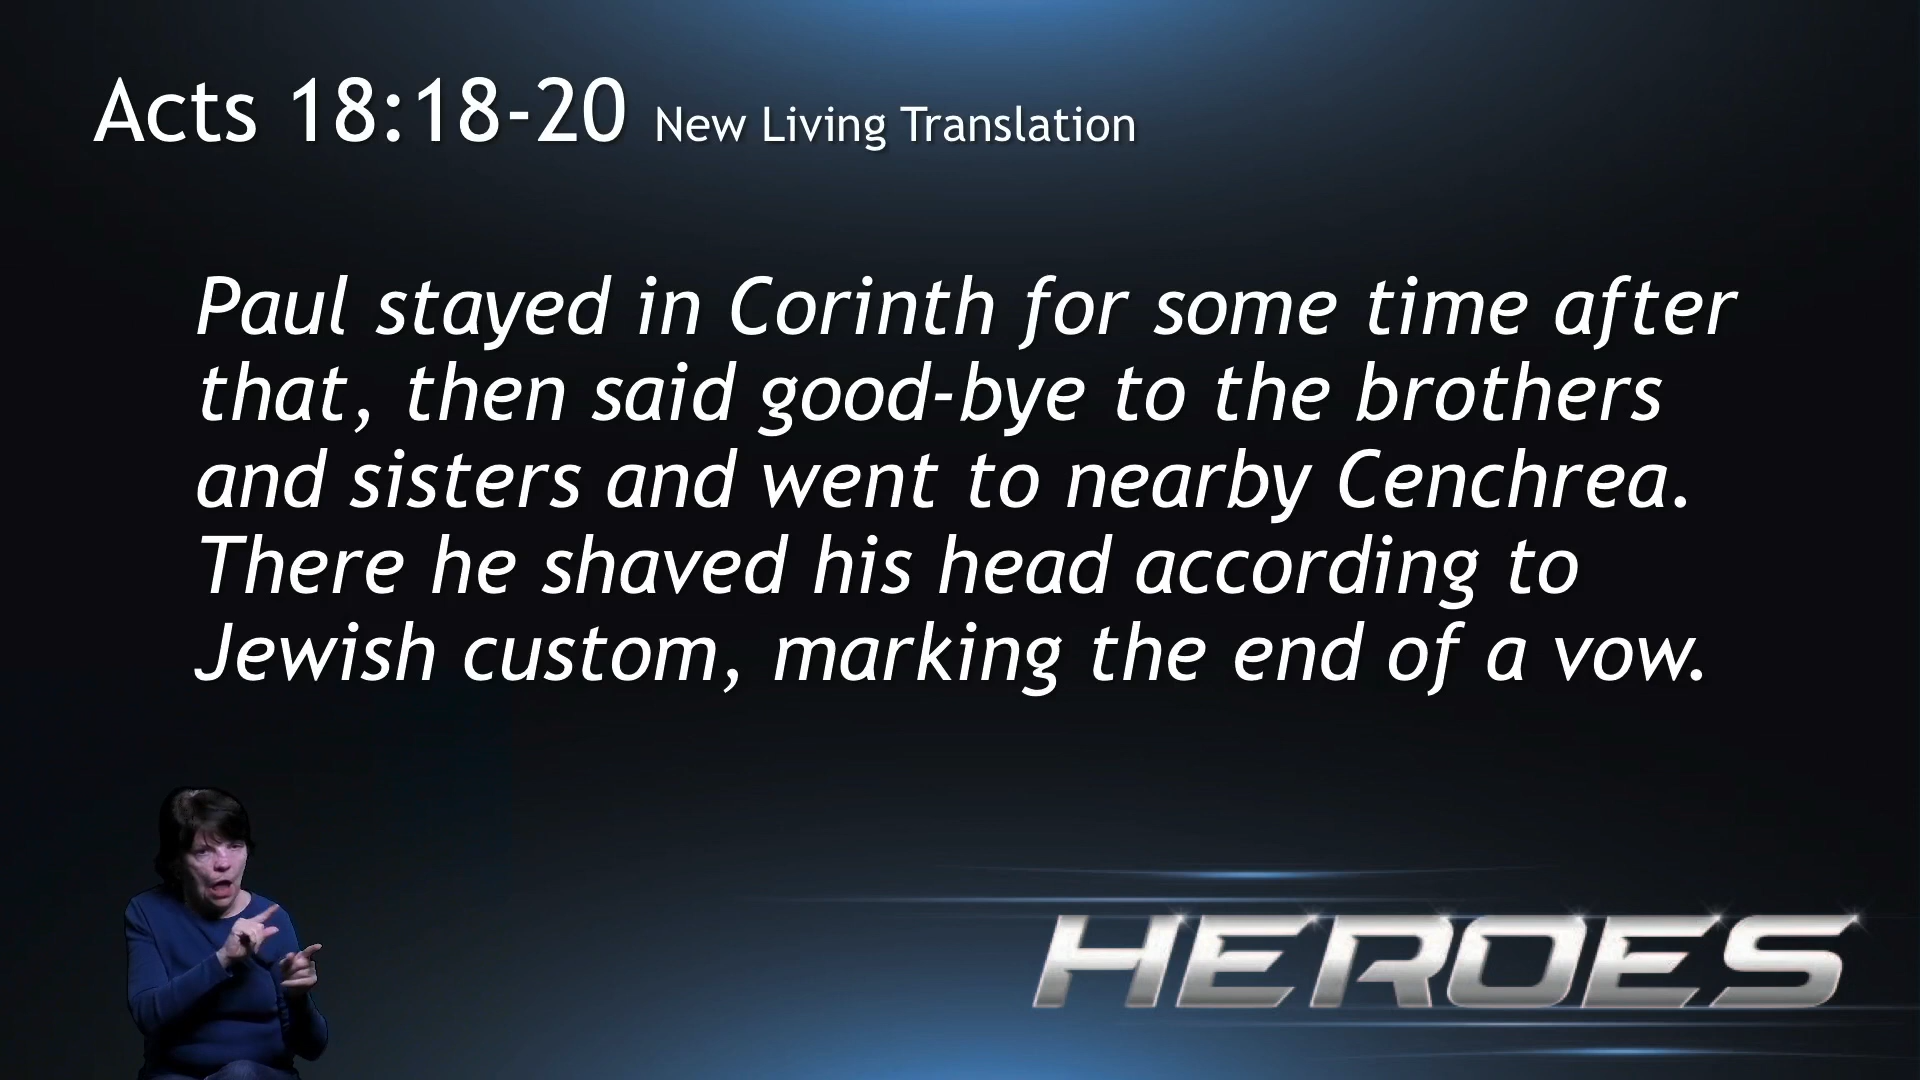 Acts 18:18-20 New Living Translation
Paul stayed in Corinth for some time after
that, then said good-bye to the brothers
and sisters and went to nearby Cenchrea.
There he shaved his head according to
Jewish custom, marking the end of a vow.
HEROES